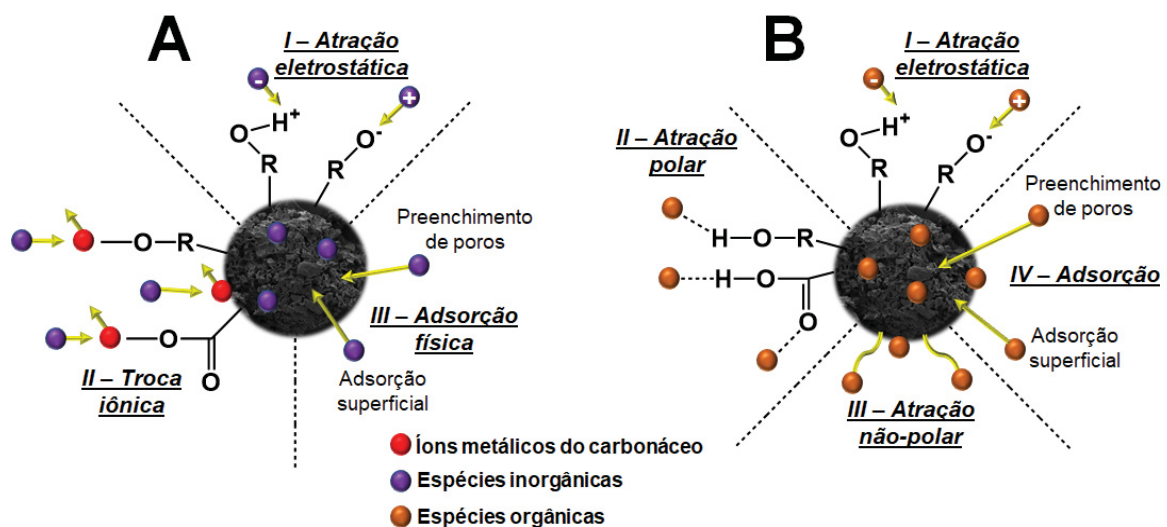 A
I – Atração
eletrostática
-
+
H⁺
O
R
O⁻
R
O
R
O
O
II – Troca
iônica
Preenchimento
de poros
III – Adsorção
física
Adsorção
superficial
B
I – Atração
eletrostática
-
+
H⁺
O
R
O⁻
R
II – Atração
polar
H
O
R
H
O
O
Preenchimento
de poros
IV – Adsorção
Adsorção
superficial
III – Atração
não-polar
Íons metálicos do carbonáceo
Espécies inorgânicas
Espécies orgânicas